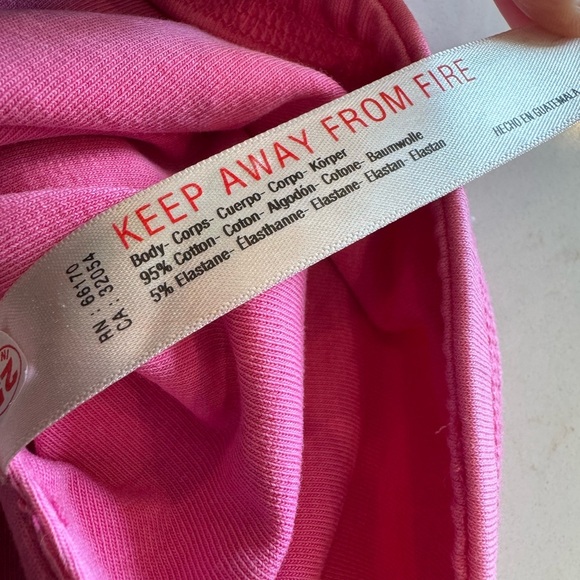 KEEP AWAY FROM FIRE
Body- Corps- Cuerpo- Corpo- Körper
95% Cotton- Coton- Algodón- Cotone- Baumwolle
5% Elastane- Élasthanne- Elastane- Elastan- Elastan
RN : 66170
CA : 32054
HECHO EN GUATEMALA